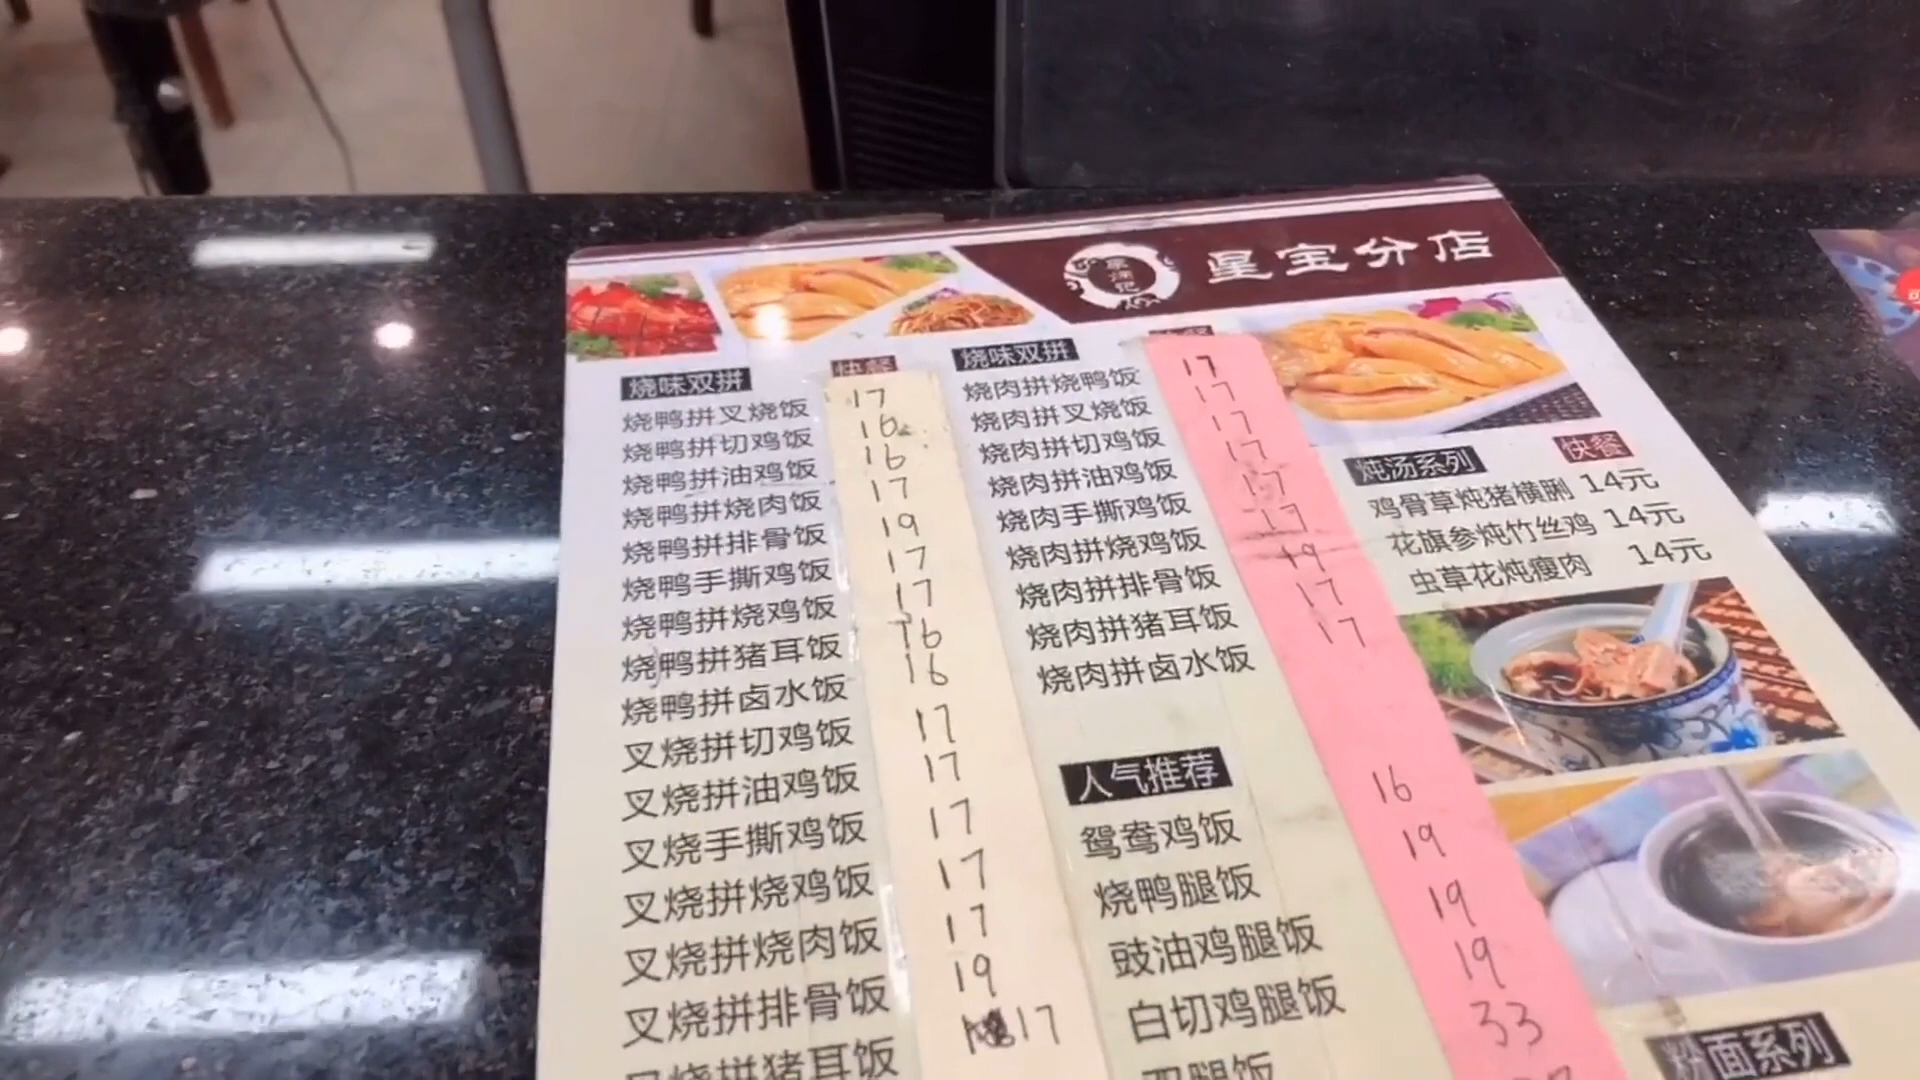 星宝分店
烧味双拼 快餐
烧鸭拼叉烧饭 17
烧鸭拼切鸡饭 16
烧鸭拼油鸡饭 16
烧鸭拼烧肉饭 17
烧鸭拼排骨饭 19
烧鸭手撕鸡饭 17
烧鸭拼烧鸡饭 17
烧鸭拼猪耳饭 16
烧鸭拼卤水饭 16
叉烧拼切鸡饭 17
叉烧拼油鸡饭 17
叉烧手撕鸡饭 17
叉烧拼烧鸡饭 17
叉烧拼烧肉饭 17
叉烧拼排骨饭 19
叉烧拼猪耳饭 17
烧味双拼
烧肉拼烧鸭饭 17
烧肉拼叉烧饭 17
烧肉拼切鸡饭 17
烧肉拼油鸡饭 17
烧肉手撕鸡饭 17
烧肉拼烧鸡饭 17
烧肉拼排骨饭 19
烧肉拼猪耳饭 17
烧肉拼卤水饭 17
人气推荐
鸳鸯鸡饭 16
烧鸭腿饭 19
豉油鸡腿饭 19
白切鸡腿饭 19
双腿饭 33
炖汤系列 快餐
鸡骨草炖猪横脷 14元
花旗参炖竹丝鸡 14元
虫草花炖瘦肉 14元
粉面系列